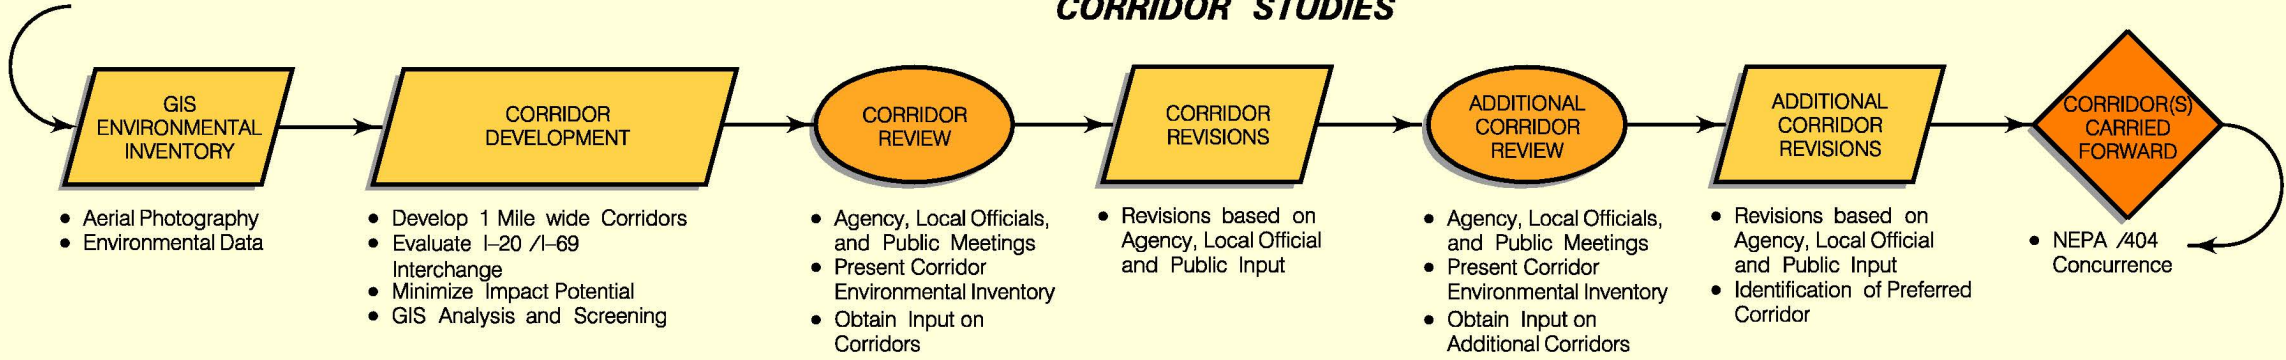 CORRIDOR STUDIES
GIS
ENVIRONMENTAL
INVENTORY
• Aerial Photography
• Environmental Data
CORRIDOR
DEVELOPMENT
• Develop 1 Mile wide Corridors
• Evaluate I-20 /I-69
Interchange
• Minimize Impact Potential
• GIS Analysis and Screening
CORRIDOR
REVIEW
• Agency, Local Officials,
and Public Meetings
• Present Corridor
Environmental Inventory
• Obtain Input on
Corridors
CORRIDOR
REVISIONS
• Revisions based on
Agency, Local Official
and Public Input
ADDITIONAL
CORRIDOR
REVIEW
• Agency, Local Officials,
and Public Meetings
• Present Corridor
Environmental Inventory
• Obtain Input on
Additional Corridors
ADDITIONAL
CORRIDOR
REVISIONS
• Revisions based on
Agency, Local Official
and Public Input
• Identification of Preferred
Corridor
CORRIDOR(S)
CARRIED
FORWARD
• NEPA /404
Concurrence